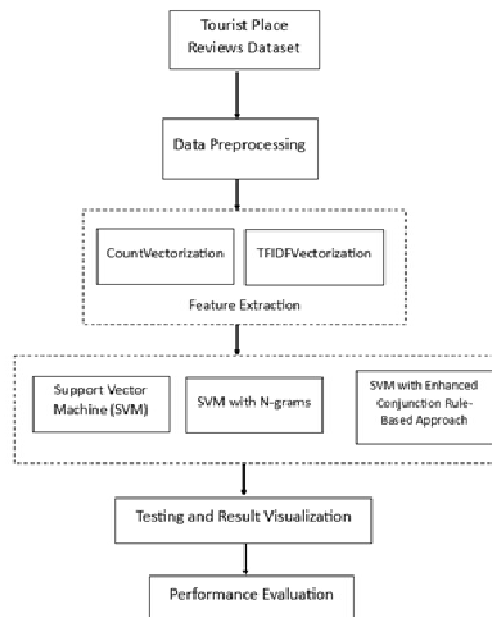 Tourist Place
Reviews Dataset
Data Preprocessing
CountVectorization
TFIDFVectorization
Feature Extraction
Support Vector
Machine (SVM)
SVM with N-grams
SVM with Enhanced
Conjunction Rule-
Based Approach
Testing and Result Visualization
Performance Evaluation